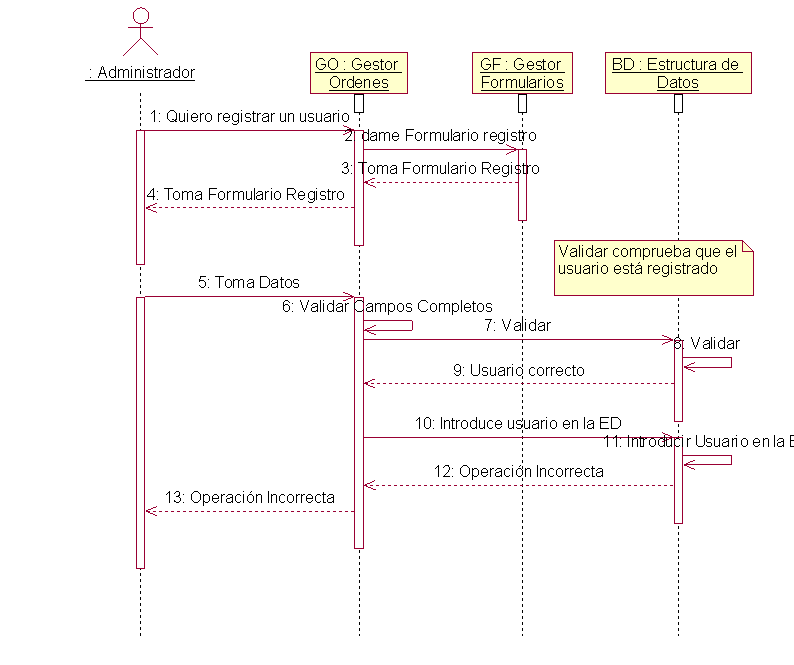 : Administrador
GO : Gestor
Ordenes
GF : Gestor
Formularios
BD : Estructura de
Datos
1: Quiero registrar un usuario
2: dame Formulario registro
3: Toma Formulario Registro
4: Toma Formulario Registro
Validar comprueba que el
usuario está registrado
5: Toma Datos
6: Validar Campos Completos
7: Validar
8: Validar
9: Usuario correcto
10: Introduce usuario en la ED
11: Introducir Usuario en la E
12: Operación Incorrecta
13: Operación Incorrecta